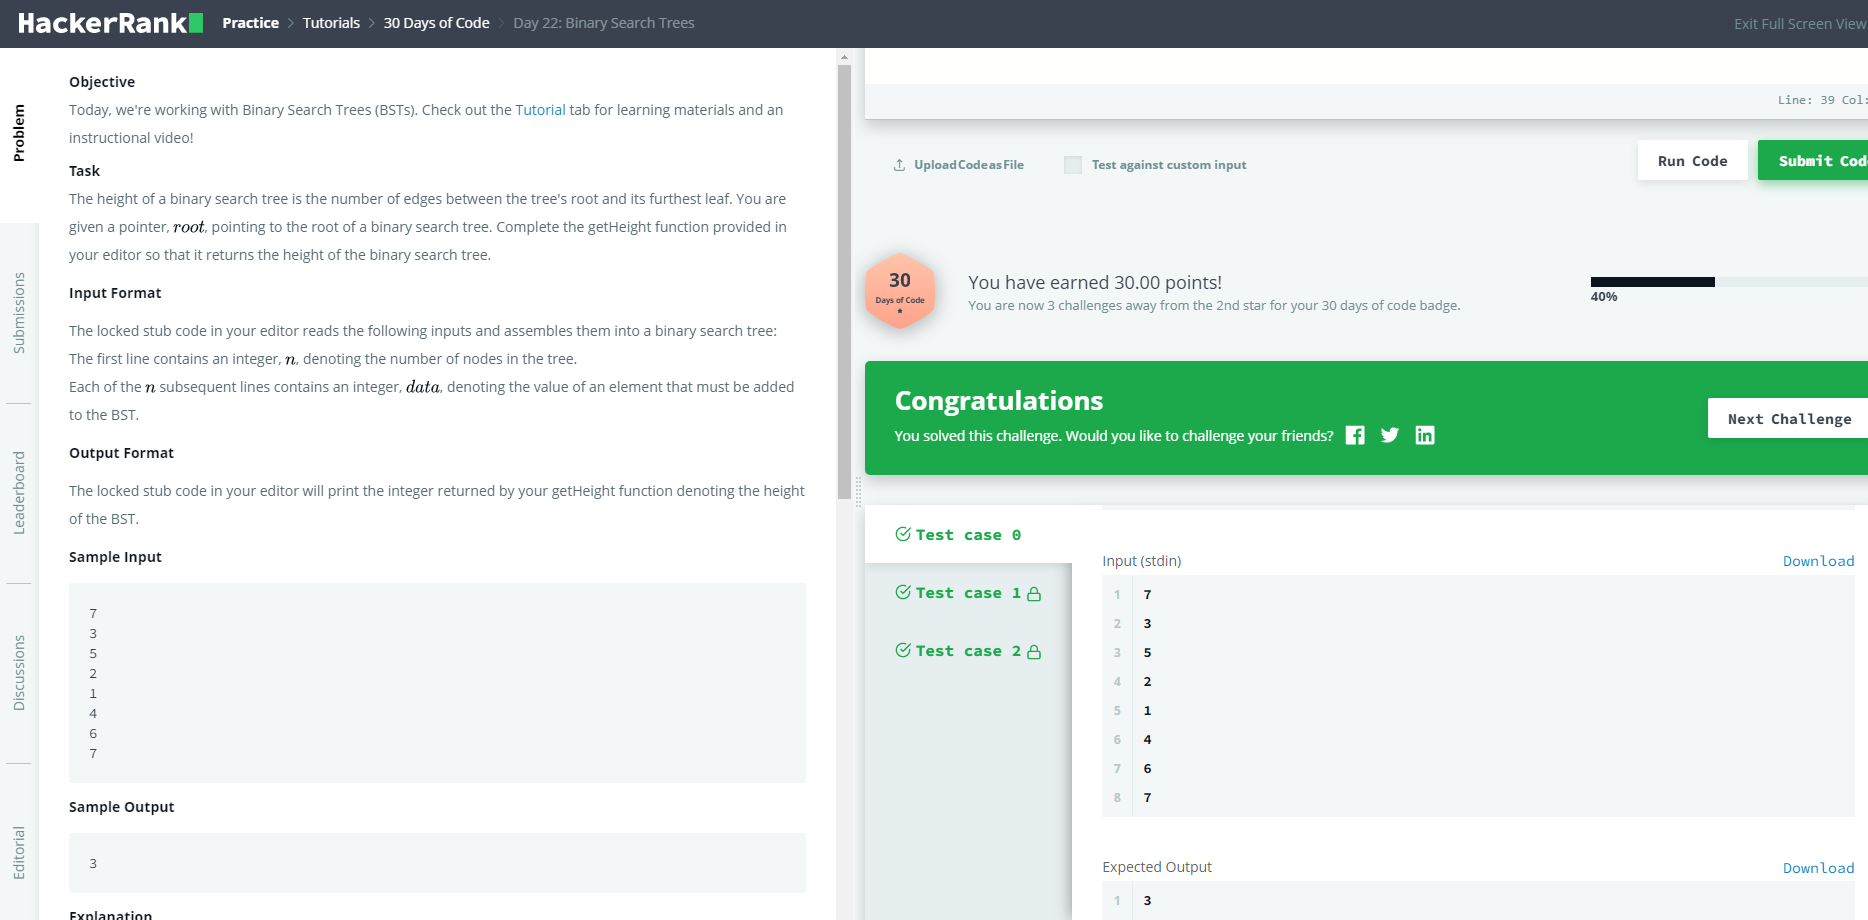 HackerRank
Practice > Tutorials > 30 Days of Code > Day 22: Binary Search Trees
Exit Full Screen View
Problem
Submissions
Leaderboard
Discussions
Editorial
Objective
Today, we're working with Binary Search Trees (BSTs). Check out the Tutorial tab for learning materials and an
instructional video!
Task
The height of a binary search tree is the number of edges between the tree's root and its furthest leaf. You are
given a pointer, root, pointing to the root of a binary search tree. Complete the getHeight function provided in
your editor so that it returns the height of the binary search tree.
Input Format
The locked stub code in your editor reads the following inputs and assembles them into a binary search tree:
The first line contains an integer, n, denoting the number of nodes in the tree.
Each of the n subsequent lines contains an integer, data, denoting the value of an element that must be added
to the BST.
Output Format
The locked stub code in your editor will print the integer returned by your getHeight function denoting the height
of the BST.
Sample Input
7
3
5
2
1
4
6
7
Sample Output
3
Explanation
Line: 39 Col:
Upload Code as File
Test against custom input
Run Code
Submit Cod
30
Days of Code
You have earned 30.00 points!
You are now 3 challenges away from the 2nd star for your 30 days of code badge.
40%
Congratulations
You solved this challenge. Would you like to challenge your friends?
Next Challenge
Test case 0
Test case 1
Test case 2
Input (stdin)
Download
1 7
2 3
3 5
4 2
5 1
6 4
7 6
8 7
Expected Output
Download
1 3